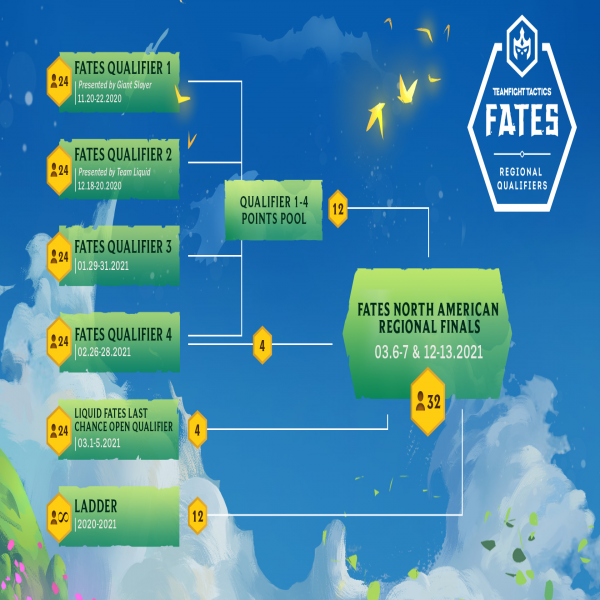 FATES QUALIFIER 1
24
Presented by Giant Slayer
11.20-22.2020
TEAMFIGHT TACTICS
FATES
REGIONAL
QUALIFIERS
FATES QUALIFIER 2
24
Presented by Team Liquid
12.18-20.2020
QUALIFIER 1-4
POINTS POOL
12
FATES QUALIFIER 3
24
01.29-31.2021
FATES NORTH AMERICAN
REGIONAL FINALS
03.6-7 & 12-13.2021
32
FATES QUALIFIER 4
24
02.26-28.2021
4
LIQUID FATES LAST
CHANCE OPEN QUALIFIER
24
03.1-5.2021
4
LADDER
∞
2020-2021
12